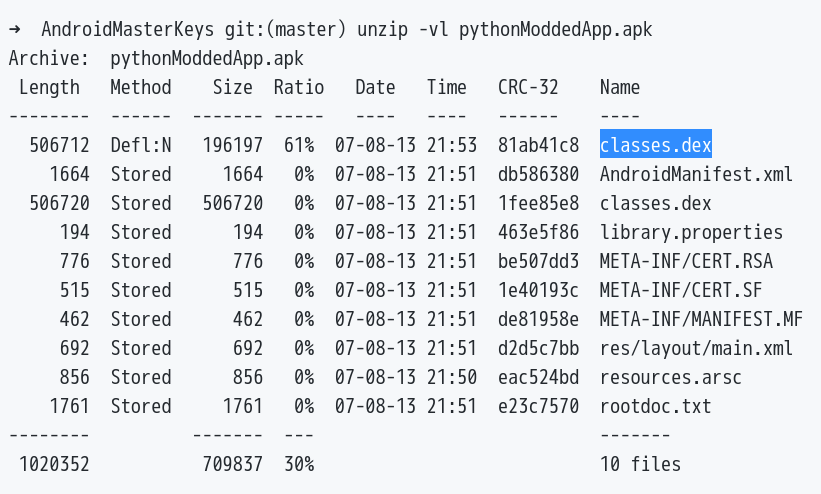 ➜  AndroidMasterKeys git:(master) unzip -vl pythonModdedApp.apk
Archive:  pythonModdedApp.apk
 Length   Method    Size  Ratio   Date   Time   CRC-32    Name
--------  ------  ------- -----   ----   ----   ------    ----
  506712  Defl:N   196197  61%  07-08-13 21:53  81ab41c8  classes.dex
    1664  Stored     1664   0%  07-08-13 21:51  db586380  AndroidManifest.xml
  506720  Stored   506720   0%  07-08-13 21:51  1fee85e8  classes.dex
     194  Stored      194   0%  07-08-13 21:51  463e5f86  library.properties
     776  Stored      776   0%  07-08-13 21:51  be507dd3  META-INF/CERT.RSA
     515  Stored      515   0%  07-08-13 21:51  1e40193c  META-INF/CERT.SF
     462  Stored      462   0%  07-08-13 21:51  de81958e  META-INF/MANIFEST.MF
     692  Stored      692   0%  07-08-13 21:51  d2d5c7bb  res/layout/main.xml
     856  Stored      856   0%  07-08-13 21:50  eac524bd  resources.arsc
    1761  Stored     1761   0%  07-08-13 21:51  e23c7570  rootdoc.txt
--------          -------  ---                            -------
 1020352           709837  30%                            10 files